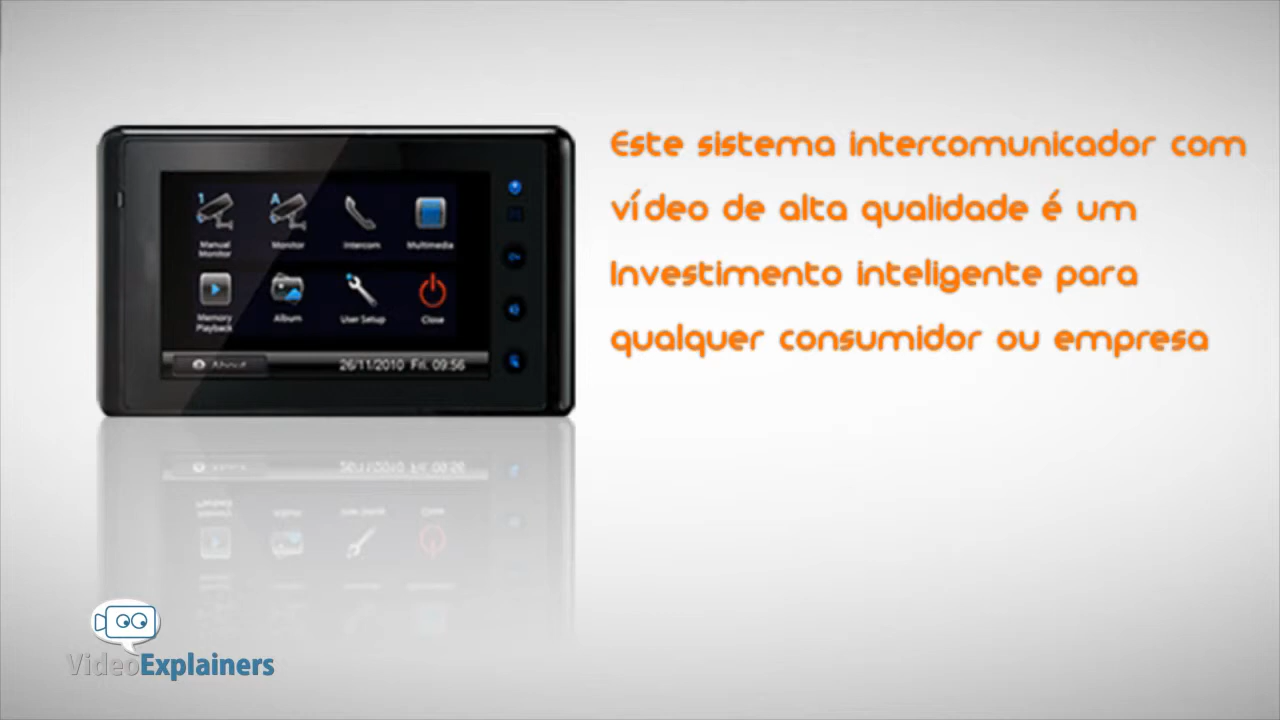 Este sistema intercomunicador com
vídeo de alta qualidade é um
Investimento inteligente para
qualquer consumidor ou empresa
1 A
Manual Monitor Intercom Multimedia
Monitor
Memory Album User Setup Close
Playback
About 26/11/2010 Fri. 09:56
VideoExplainers